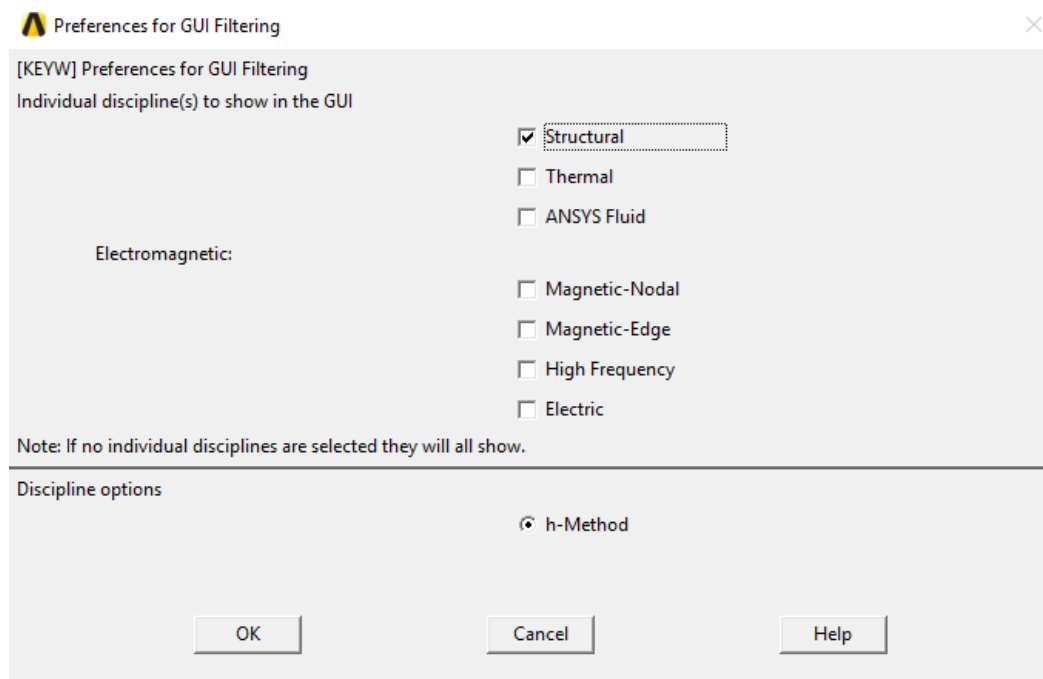 Preferences for GUI Filtering
[KEYW] Preferences for GUI Filtering
Individual discipline(s) to show in the GUI
Structural
Thermal
ANSYS Fluid
Electromagnetic:
Magnetic-Nodal
Magnetic-Edge
High Frequency
Electric
Note: If no individual disciplines are selected they will all show.
Discipline options
h-Method
OK Cancel Help